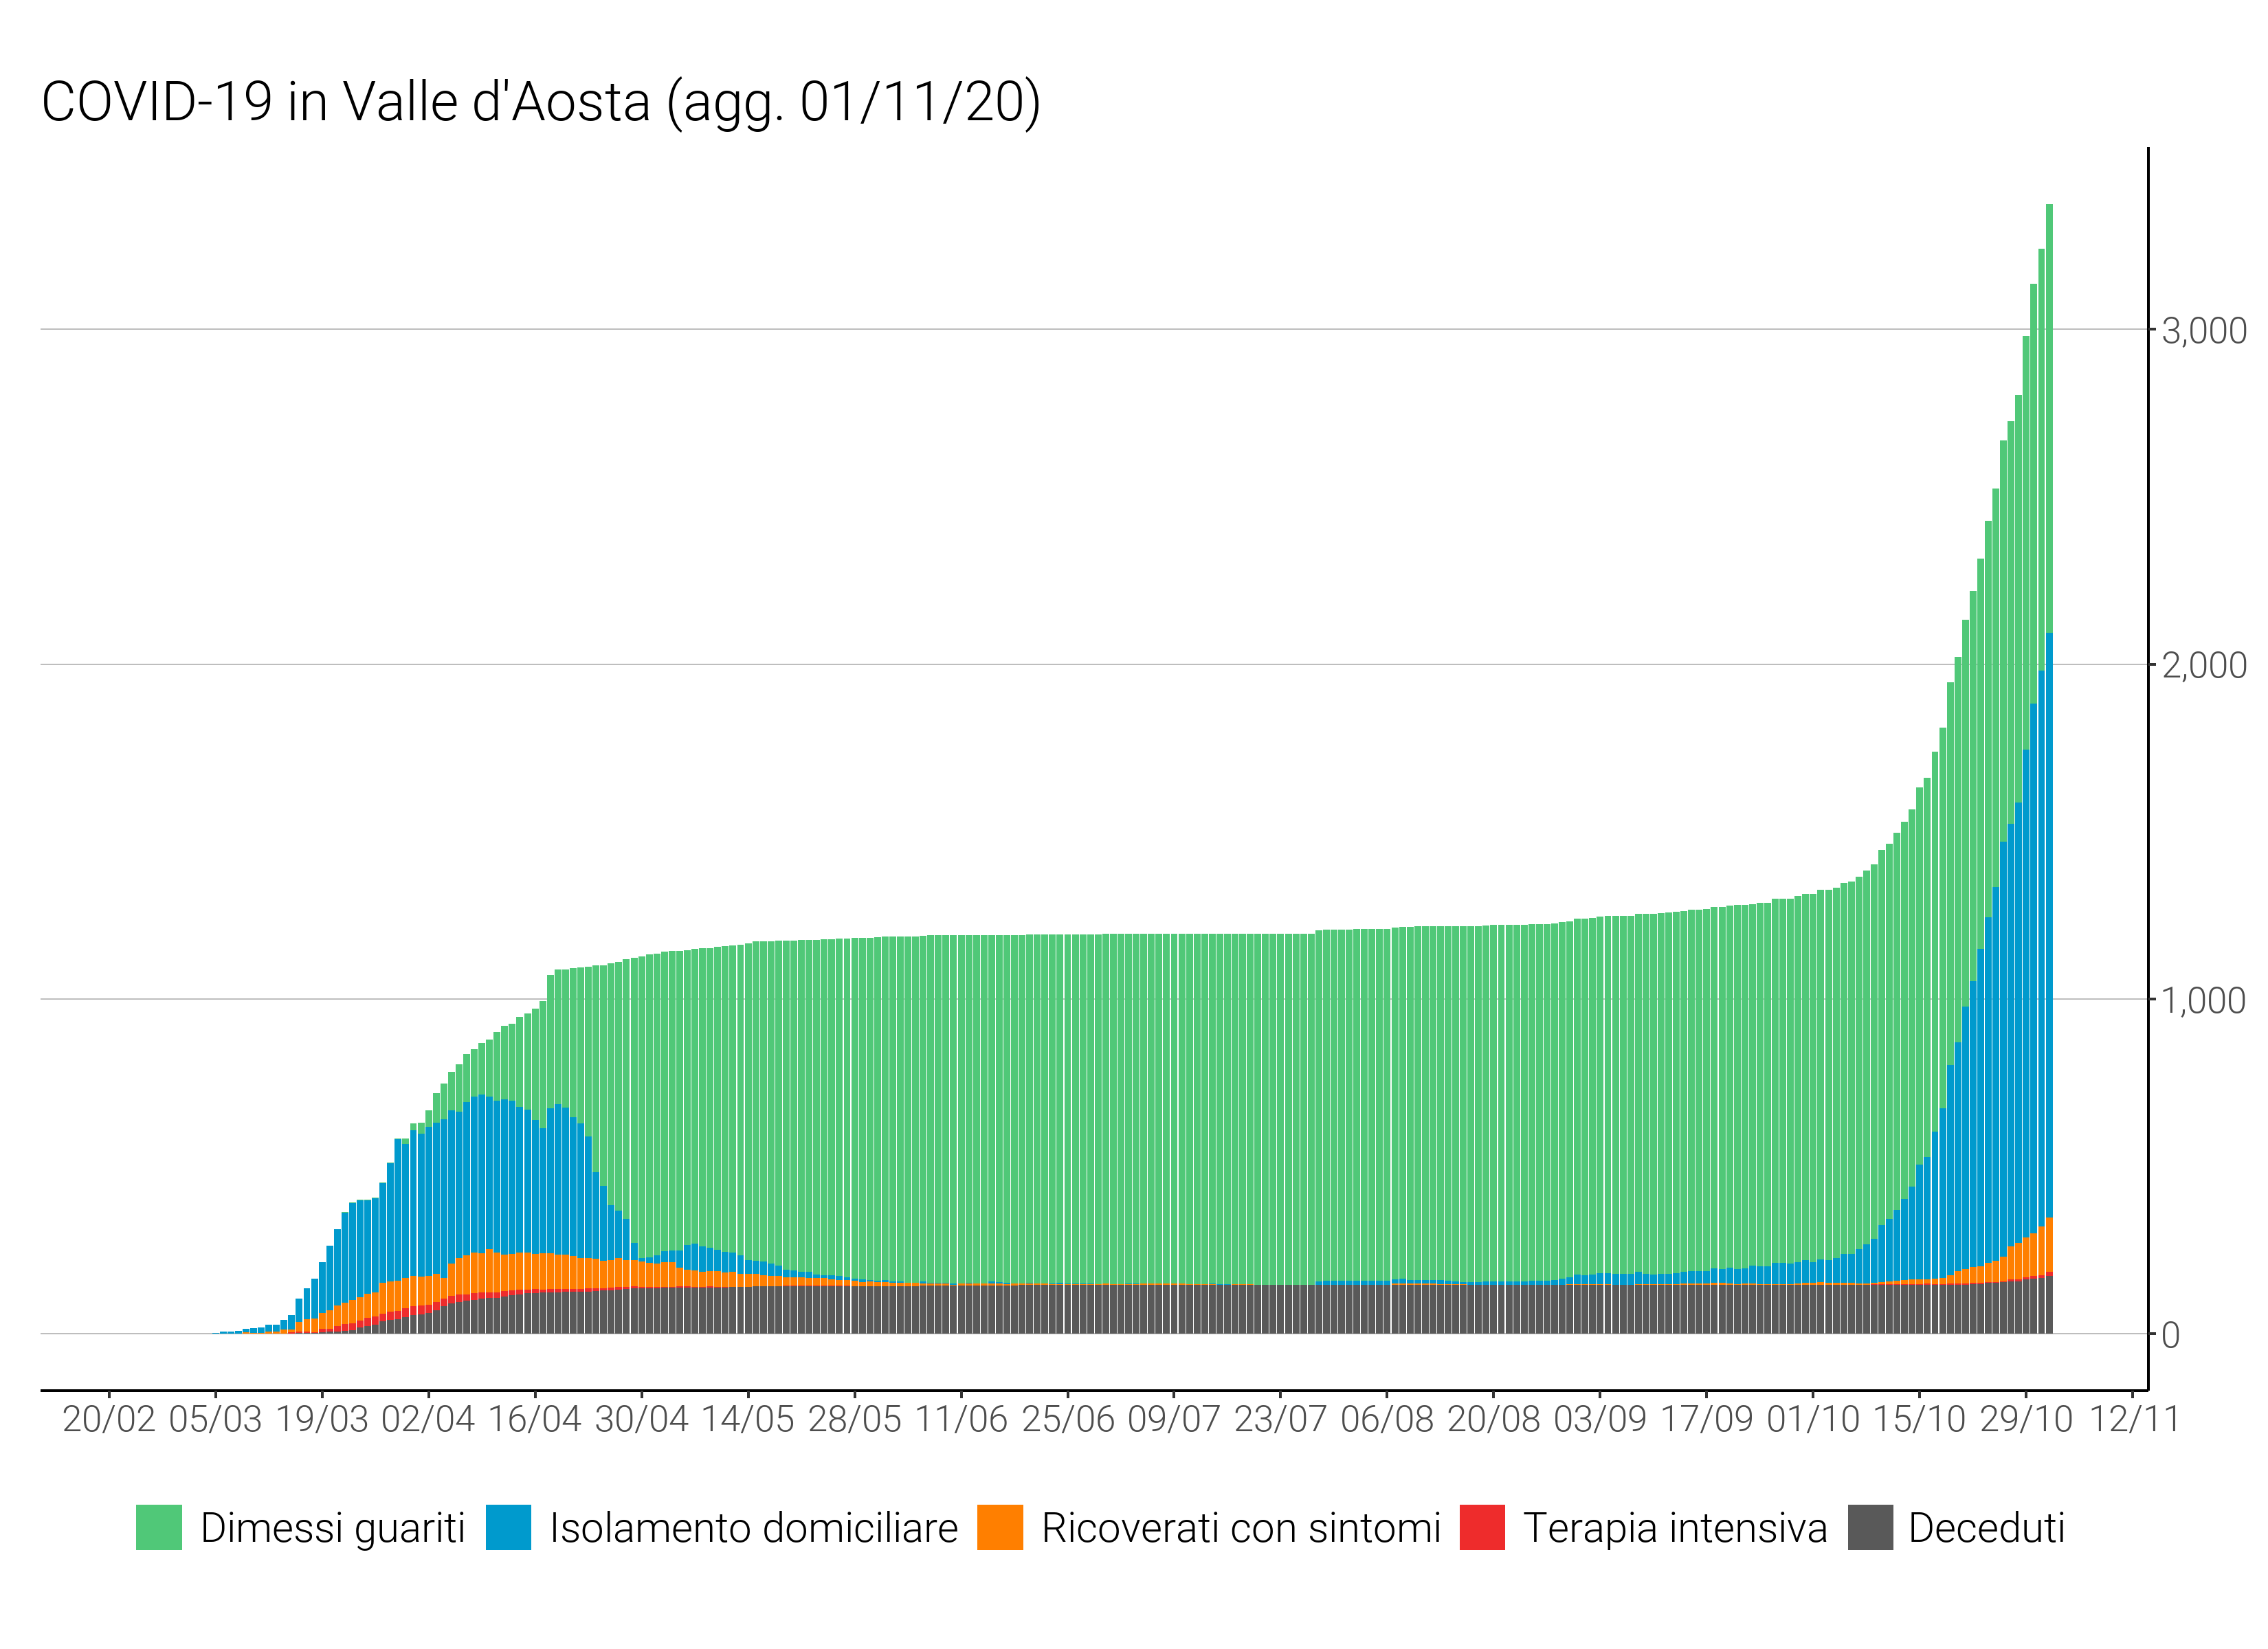 COVID-19 in Valle d'Aosta (agg. 01/11/20)
3,000
2,000
1,000
0
20/02 05/03 19/03 02/04 16/04 30/04 14/05 28/05 11/06 25/06 09/07 23/07 06/08 20/08 03/09 17/09 01/10 15/10 29/10 12/11
Dimessi guariti Isolamento domiciliare Ricoverati con sintomi Terapia intensiva Deceduti